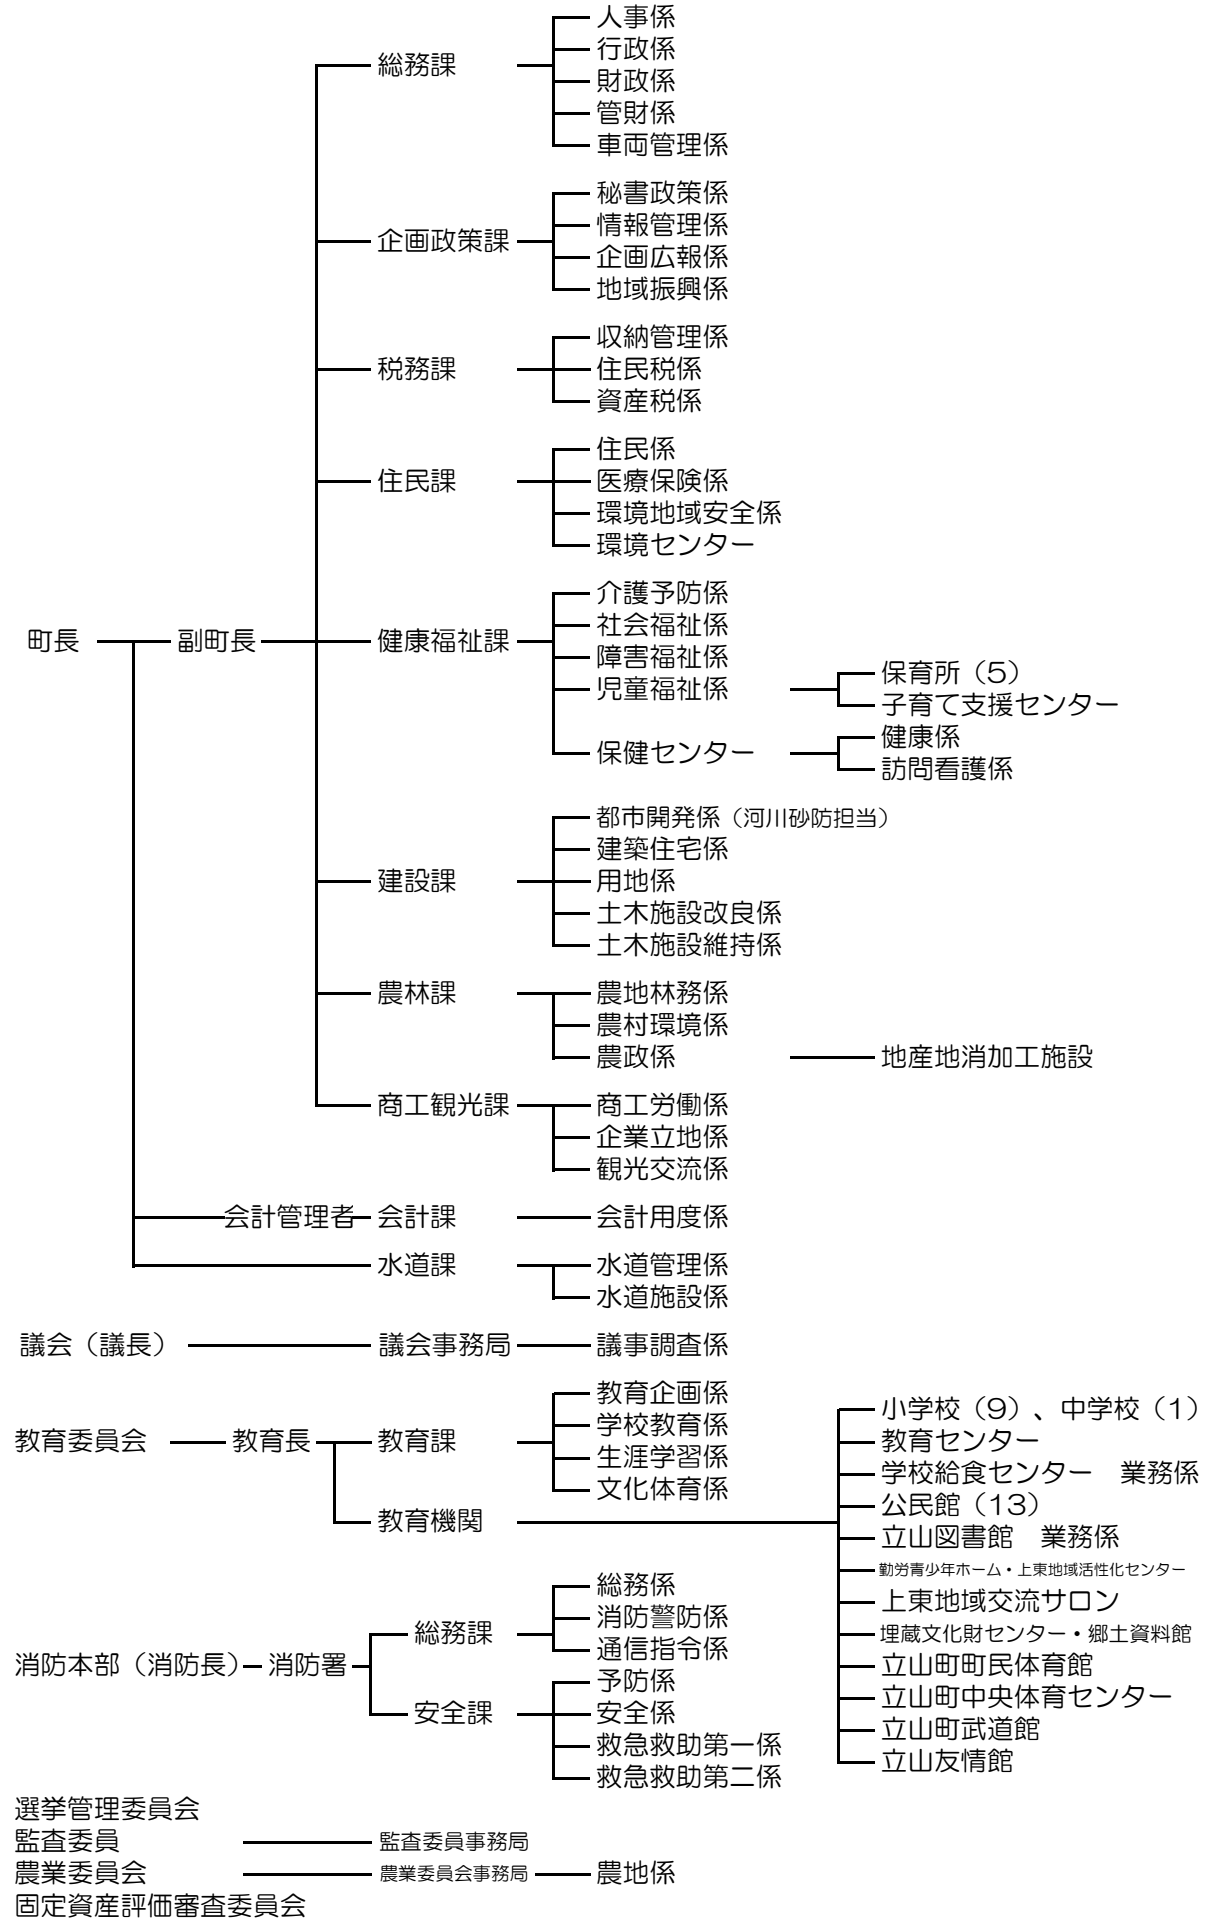 人事係
行政係
総務課
財政係
管財係
車両管理係
秘書政策係
情報管理係
企画政策課
企画広報係
地域振興係
収納管理係
税務課
住民税係
資産税係
住民係
住民課
医療保険係
環境地域安全係
環境センター
介護予防係
社会福祉係
町長
副町長
健康福祉課
障害福祉係
児童福祉係
保育所(5)
子育て支援センター
保健センター
健康係
訪問看護係
都市開発係(河川砂防担当)
建築住宅係
建設課
用地係
土木施設改良係
土木施設維持係
農林課
農地林務係
農村環境係
農政係
地産地消加工施設
商工観光課
商工労働係
企業立地係
観光交流係
会計管理者
会計課
会計用度係
水道課
水道管理係
水道施設係
議会(議長)
議会事務局
議事調査係
教育委員会
教育長
教育課
教育企画係
学校教育係
生涯学習係
文化体育係
教育機関
小学校(9)、中学校(1)
教育センター
学校給食センター 業務係
公民館(13)
立山図書館 業務係
勤労青少年ホーム・上東地域活性化センター
上東地域交流サロン
埋蔵文化財センター・郷土資料館
立山町町民体育館
立山町中央体育センター
立山町武道館
立山友情館
消防本部(消防長)
消防署
総務課
総務係
消防警防係
通信指令係
安全課
予防係
安全係
救急救助第一係
救急救助第二係
選挙管理委員会
監査委員
監査委員事務局
農業委員会
農業委員会事務局
農地係
固定資産評価審査委員会